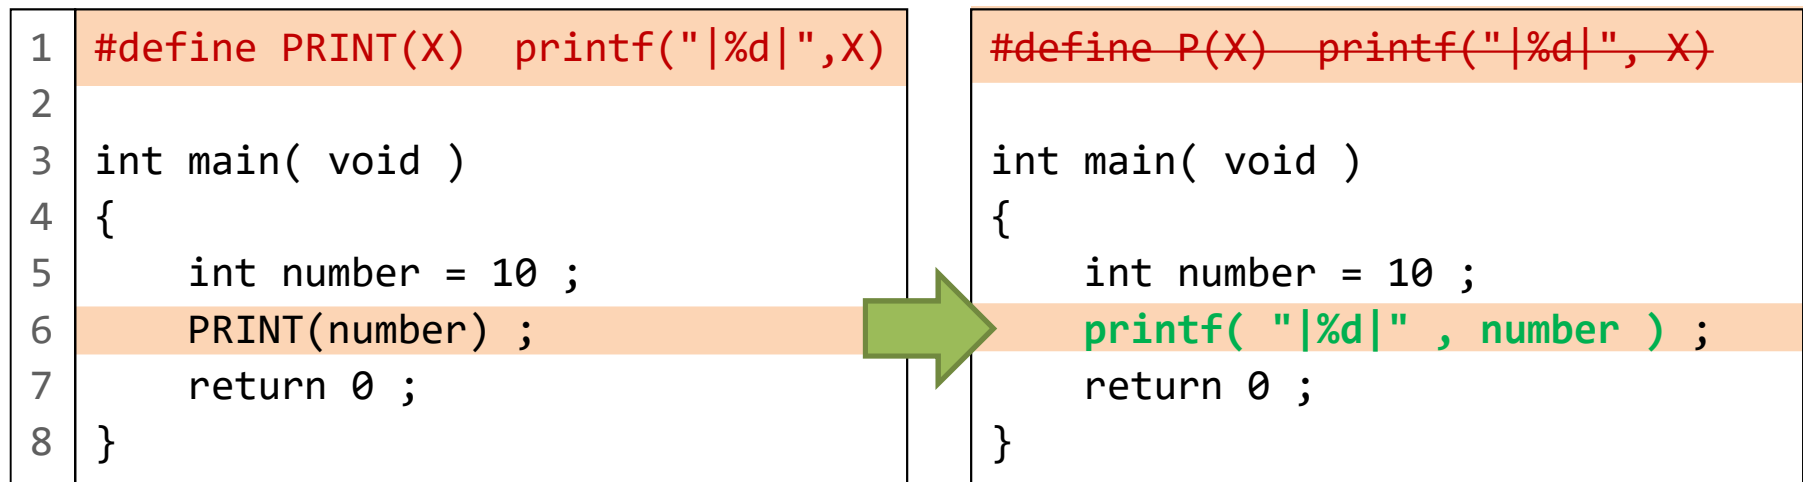 1 #define PRINT(X)  printf("|%d|",X)
2
3 int main( void )
4 {
5     int number = 10 ;
6     PRINT(number) ;
7     return 0 ;
8 }
#define P(X)  printf("|%d|", X)
int main( void )
{
    int number = 10 ;
    printf( "|%d|" , number ) ;
    return 0 ;
}